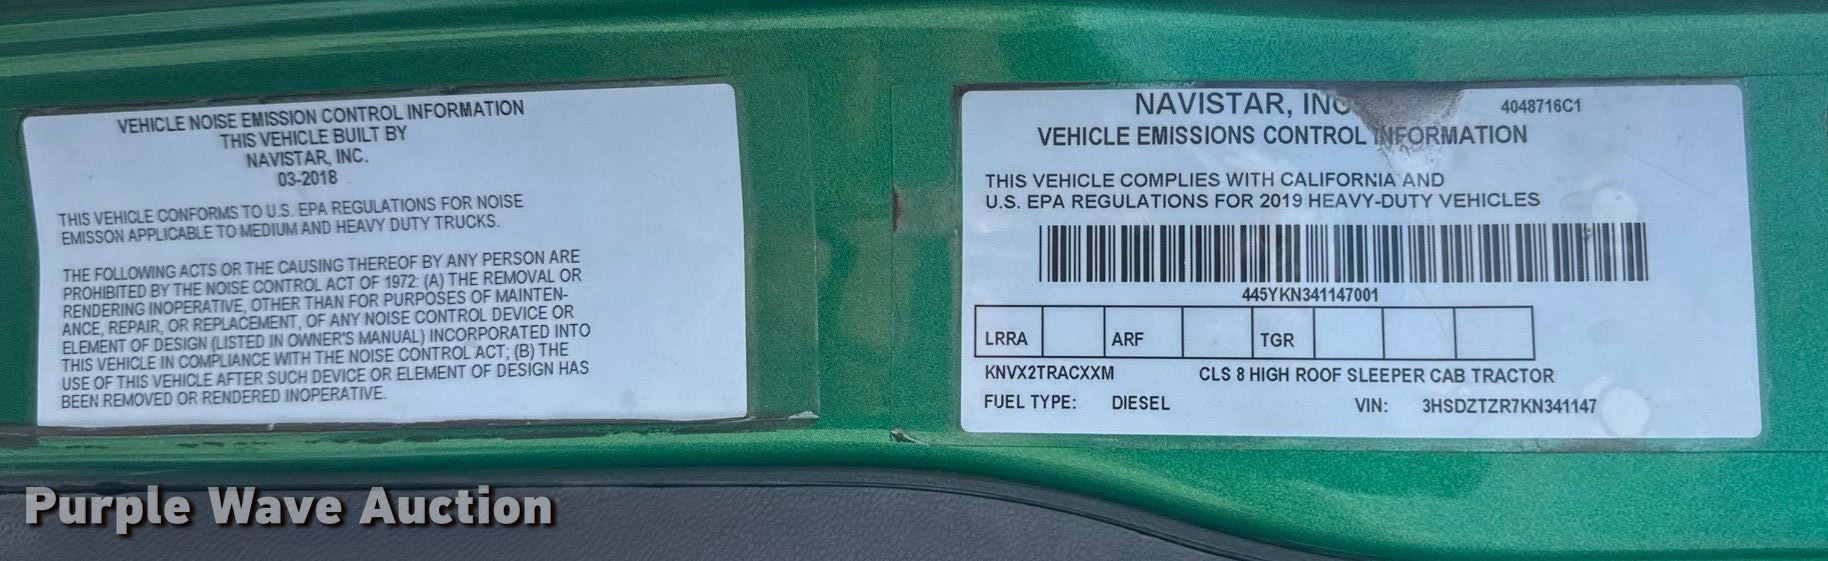 VEHICLE NOISE EMISSION CONTROL INFORMATION
THIS VEHICLE BUILT BY
NAVISTAR, INC.
03-2018
THIS VEHICLE CONFORMS TO U.S. EPA REGULATIONS FOR NOISE
EMISSON APPLICABLE TO MEDIUM AND HEAVY DUTY TRUCKS.
THE FOLLOWING ACTS OR THE CAUSING THEREOF BY ANY PERSON ARE
PROHIBITED BY THE NOISE CONTROL ACT OF 1972: (A) THE REMOVAL OR
RENDERING INOPERATIVE, OTHER THAN FOR PURPOSES OF MAINTEN-
ANCE, REPAIR, OR REPLACEMENT, OF ANY NOISE CONTROL DEVICE OR
ELEMENT OF DESIGN (LISTED IN OWNER'S MANUAL) INCORPORATED INTO
THIS VEHICLE IN COMPLIANCE WITH THE NOISE CONTROL ACT; (B) THE
USE OF THIS VEHICLE AFTER SUCH DEVICE OR ELEMENT OF DESIGN HAS
BEEN REMOVED OR RENDERED INOPERATIVE.
NAVISTAR, INC 4048716C1
VEHICLE EMISSIONS CONTROL INFORMATION
THIS VEHICLE COMPLIES WITH CALIFORNIA AND
U.S. EPA REGULATIONS FOR 2019 HEAVY-DUTY VEHICLES
445YKN341147001
LRRA ARF TGR
KNVX2TRACXXM CLS 8 HIGH ROOF SLEEPER CAB TRACTOR
FUEL TYPE: DIESEL VIN: 3HSDZTZR7KN341147
Purple Wave Auction